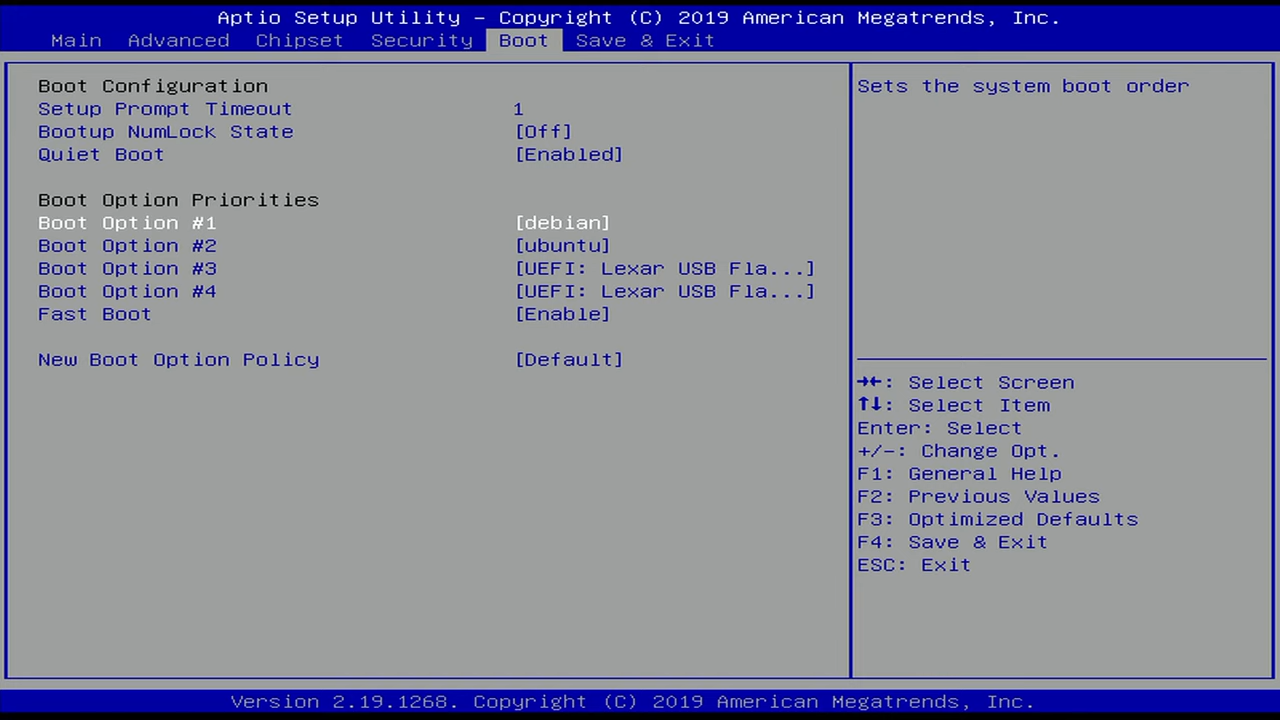 Aptio Setup Utility – Copyright (C) 2019 American Megatrends, Inc.
Main Advanced Chipset Security Boot Save & Exit
Boot Configuration
Setup Prompt Timeout 1
Bootup NumLock State [Off]
Quiet Boot [Enabled]
Boot Option Priorities
Boot Option #1 [debian]
Boot Option #2 [ubuntu]
Boot Option #3 [UEFI: Lexar USB Fla...]
Boot Option #4 [UEFI: Lexar USB Fla...]
Fast Boot [Enable]
New Boot Option Policy [Default]
Sets the system boot order
→←: Select Screen
↑↓: Select Item
Enter: Select
+/-: Change Opt.
F1: General Help
F2: Previous Values
F3: Optimized Defaults
F4: Save & Exit
ESC: Exit
Version 2.19.1268. Copyright (C) 2019 American Megatrends, Inc.